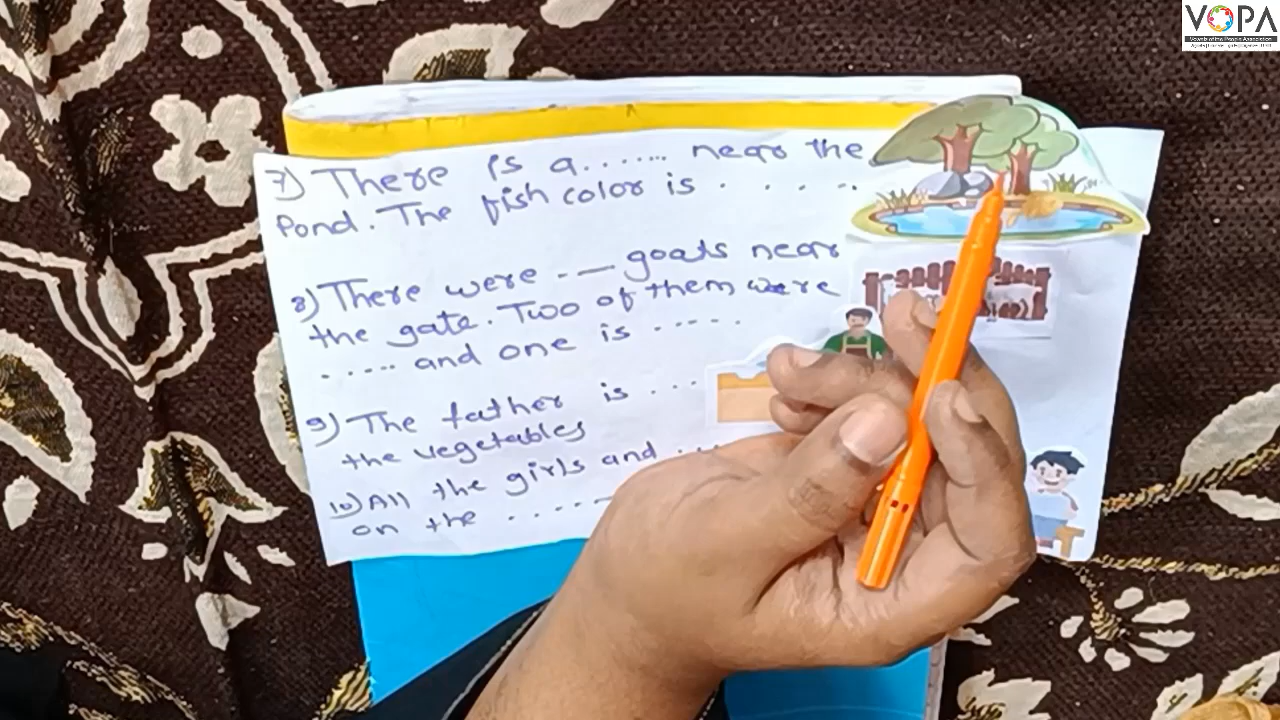 VOPA
7) There is a...... near the
Pond. The fish color is . . . . ..
8) There were -- — goats near
the gate. Two of them were
..... and one is .....
9) The father is ...
the vegetables
10) All the girls and ...
on the .....